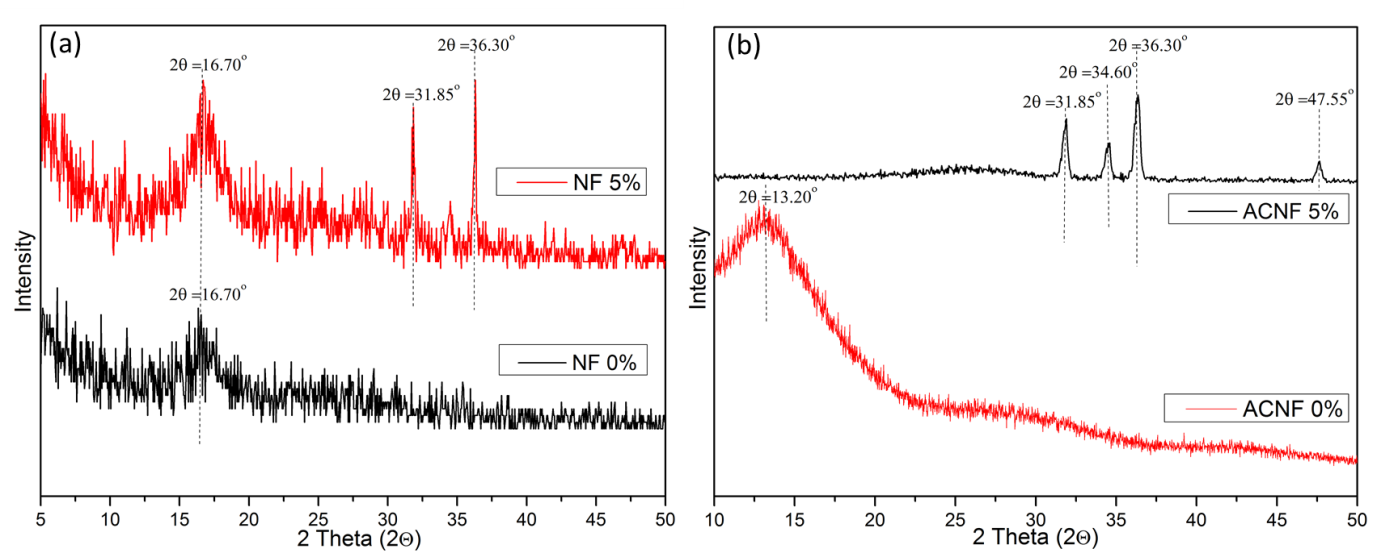 (a)
2θ =36.30°
2θ =16.70°
2θ =31.85°
NF 5%
2θ =16.70°
NF 0%
Intensity
5 10 15 20 25 30 35 40 45 50
2 Theta (2Θ)
(b)
2θ =36.30°
2θ =34.60°
2θ =31.85°
2θ =47.55°
2θ =13.20°
ACNF 5%
ACNF 0%
Intensity
10 15 20 25 30 35 40 45 50
2 Theta (2Θ)